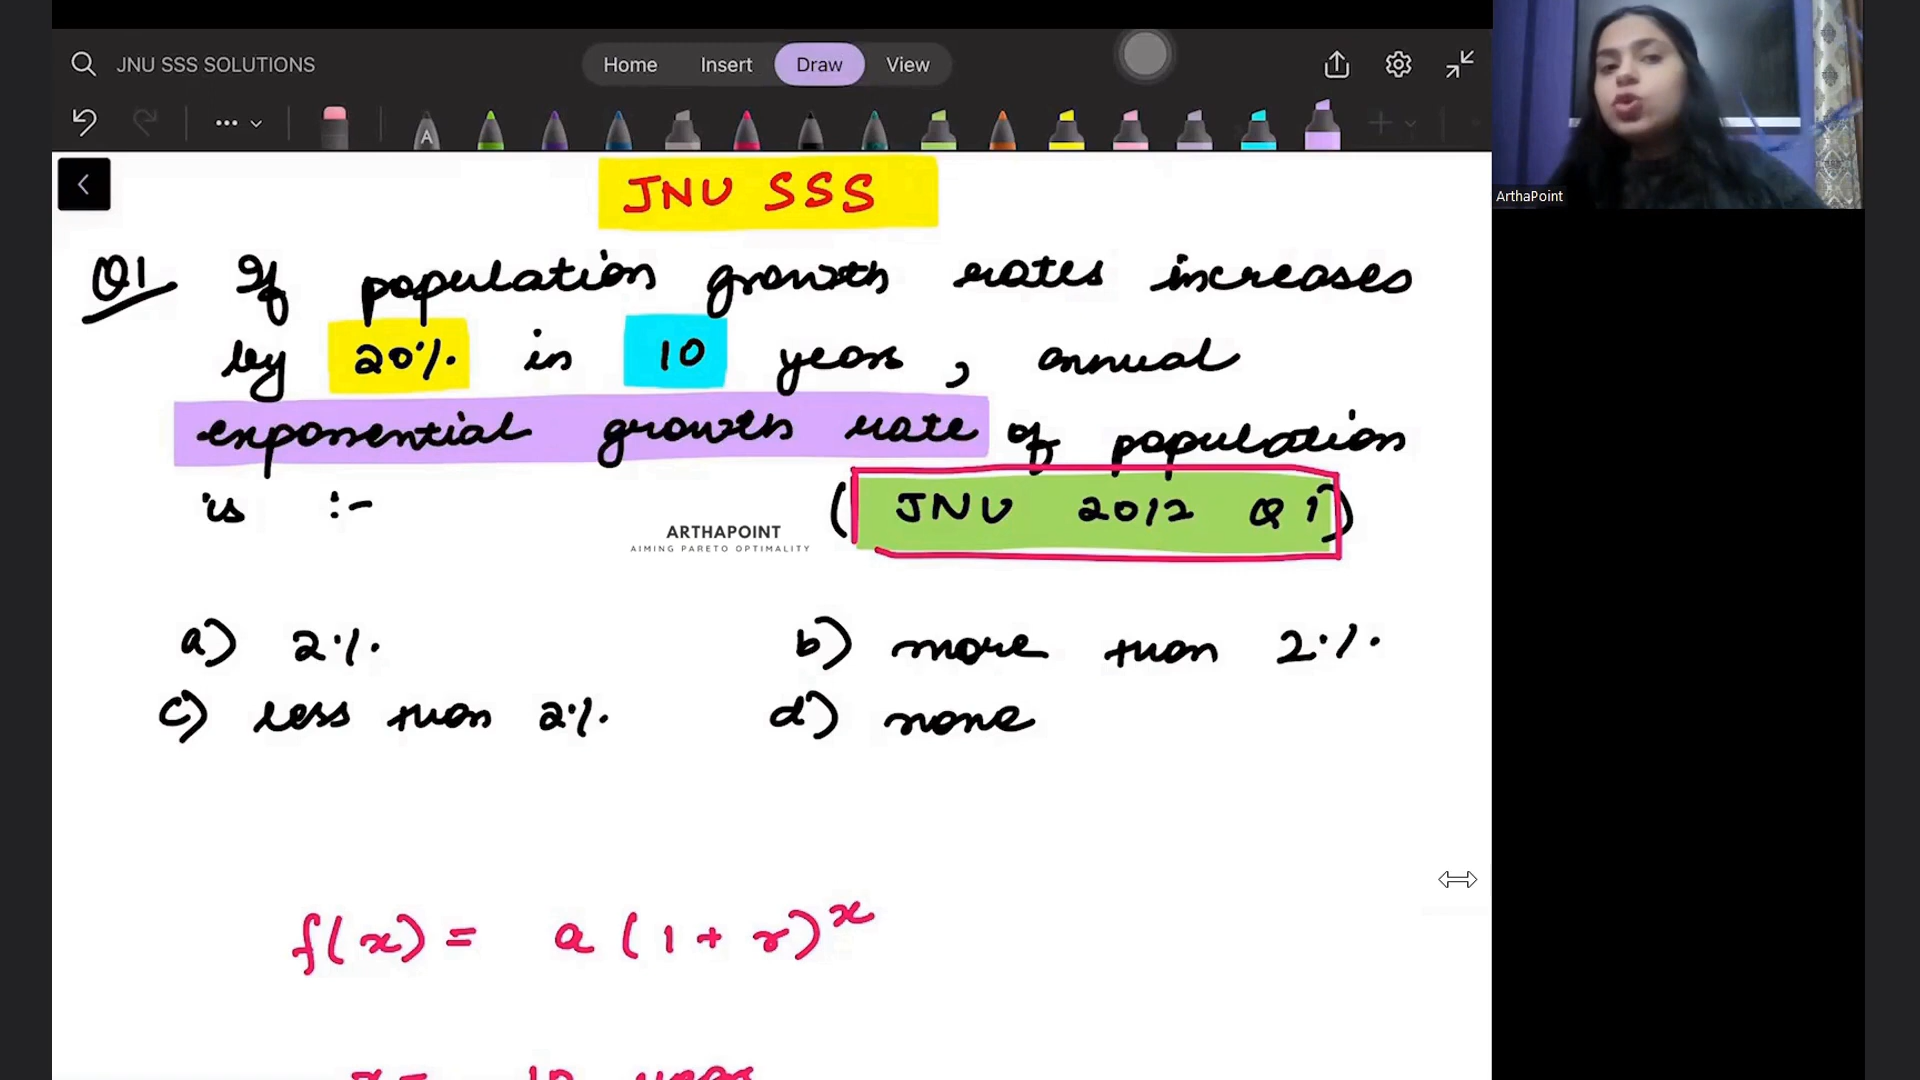 JNU SSS SOLUTIONS
Home Insert Draw View
A
JNU SSS
Q1 If population growth rates increases
by 20% in 10 years, annual
exponential growth rate of population
is :- (JNU 2012 Q1)
ARTHAPOINT
AIMING PARETO OPTIMALITY
a) 2%. b) more than 2%.
c) less than 2%. d) none
f(x) = a (1 + r)^x
x = 10 years
ArthaPoint